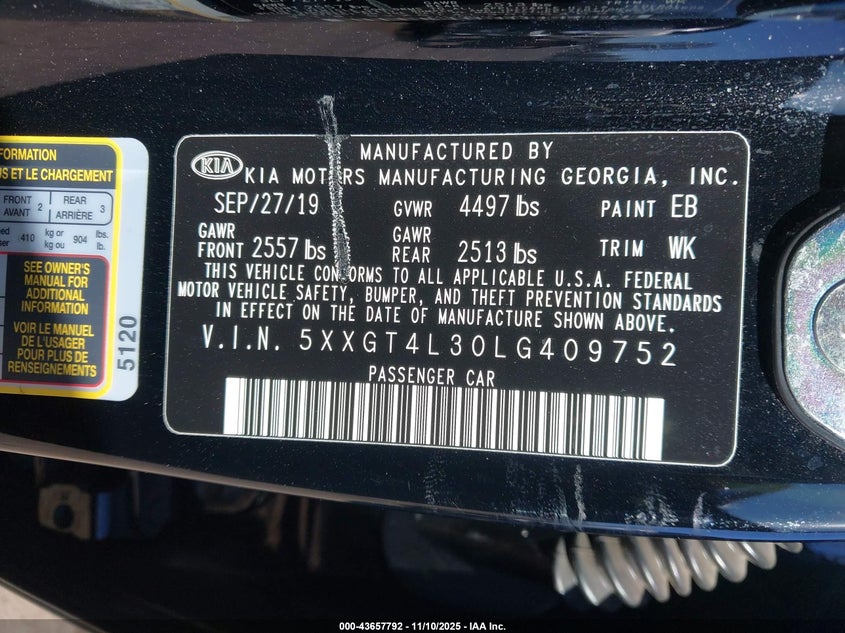 FORMATION
US ET LE CHARGEMENT
FRONT AVANT 2 REAR ARRIÈRE 3
410 kg or kg ou 904 lbs. lb.
SEE OWNER'S
MANUAL FOR
ADDITIONAL
INFORMATION
VOIR LE MANUEL
DU PROPRIÉTAIRE
POUR PLUS DE
RENSEIGNEMENTS
5120
MANUFACTURED BY
KIA KIA MOTORS MANUFACTURING GEORGIA, INC.
SEP/27/19 GVWR 4497 lbs PAINT EB
GAWR FRONT 2557 lbs GAWR REAR 2513 lbs TRIM WK
THIS VEHICLE CONFORMS TO ALL APPLICABLE U.S.A. FEDERAL
MOTOR VEHICLE SAFETY, BUMPER, AND THEFT PREVENTION STANDARDS
IN EFFECT ON THE DATE OF MANUFACTURE SHOWN ABOVE.
V.I.N. 5XXGT4L30LG409752
PASSENGER CAR
000-43657792 - 11/10/2025 - IAA Inc.